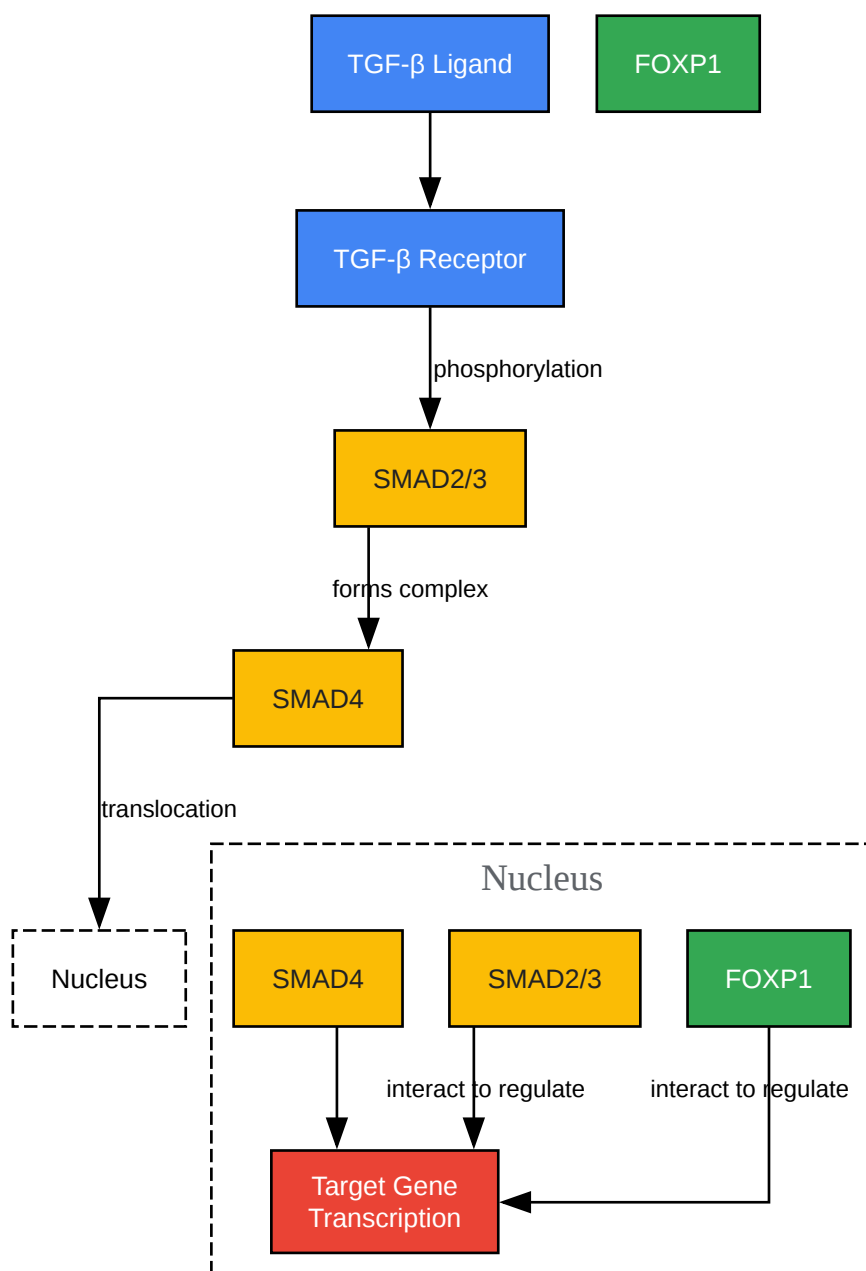 TGF-β Ligand
FOXP1
TGF-β Receptor
phosphorylation
SMAD2/3
forms complex
SMAD4
translocation
Nucleus
Nucleus
SMAD4
SMAD2/3
FOXP1
interact to regulate
interact to regulate
Target Gene
Transcription